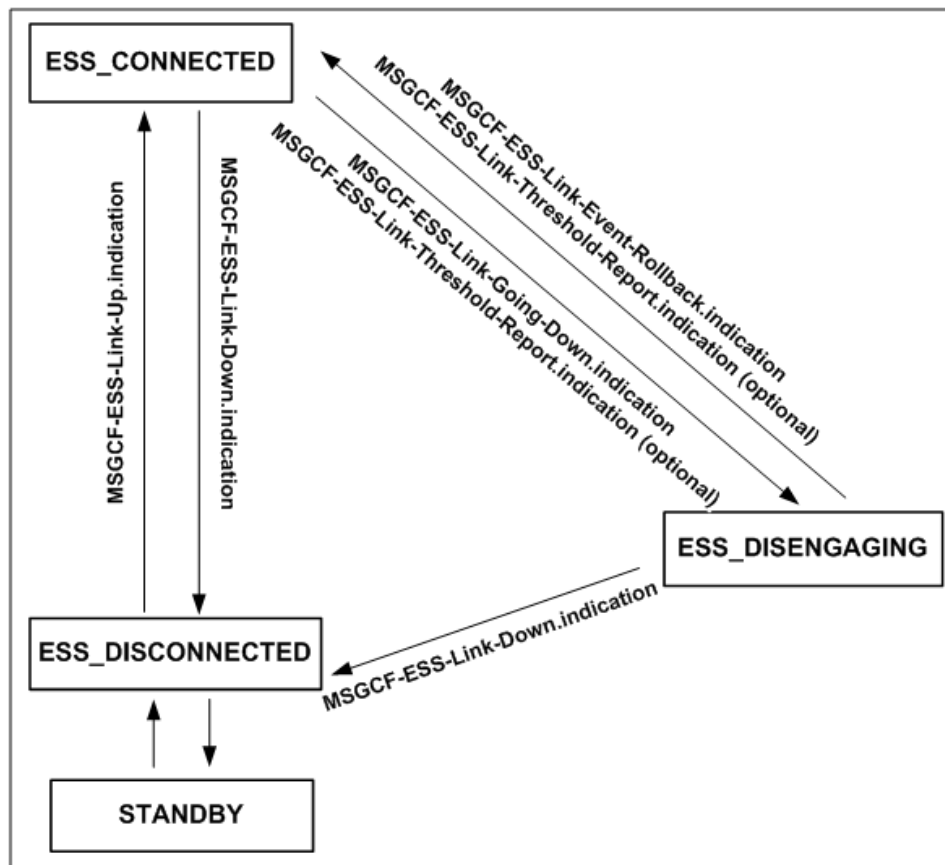 ESS_CONNECTED
MSGCF-ESS-Link-Event-Rollback.indication
MSGCF-ESS-Link-Threshold-Report.indication (optional)
MSGCF-ESS-Link-Going-Down.indication
MSGCF-ESS-Link-Threshold-Report.indication (optional)
MSGCF-ESS-Link-Up.indication
MSGCF-ESS-Link-Down.indication
ESS_DISENGAGING
MSGCF-ESS-Link-Down.indication
ESS_DISCONNECTED
STANDBY